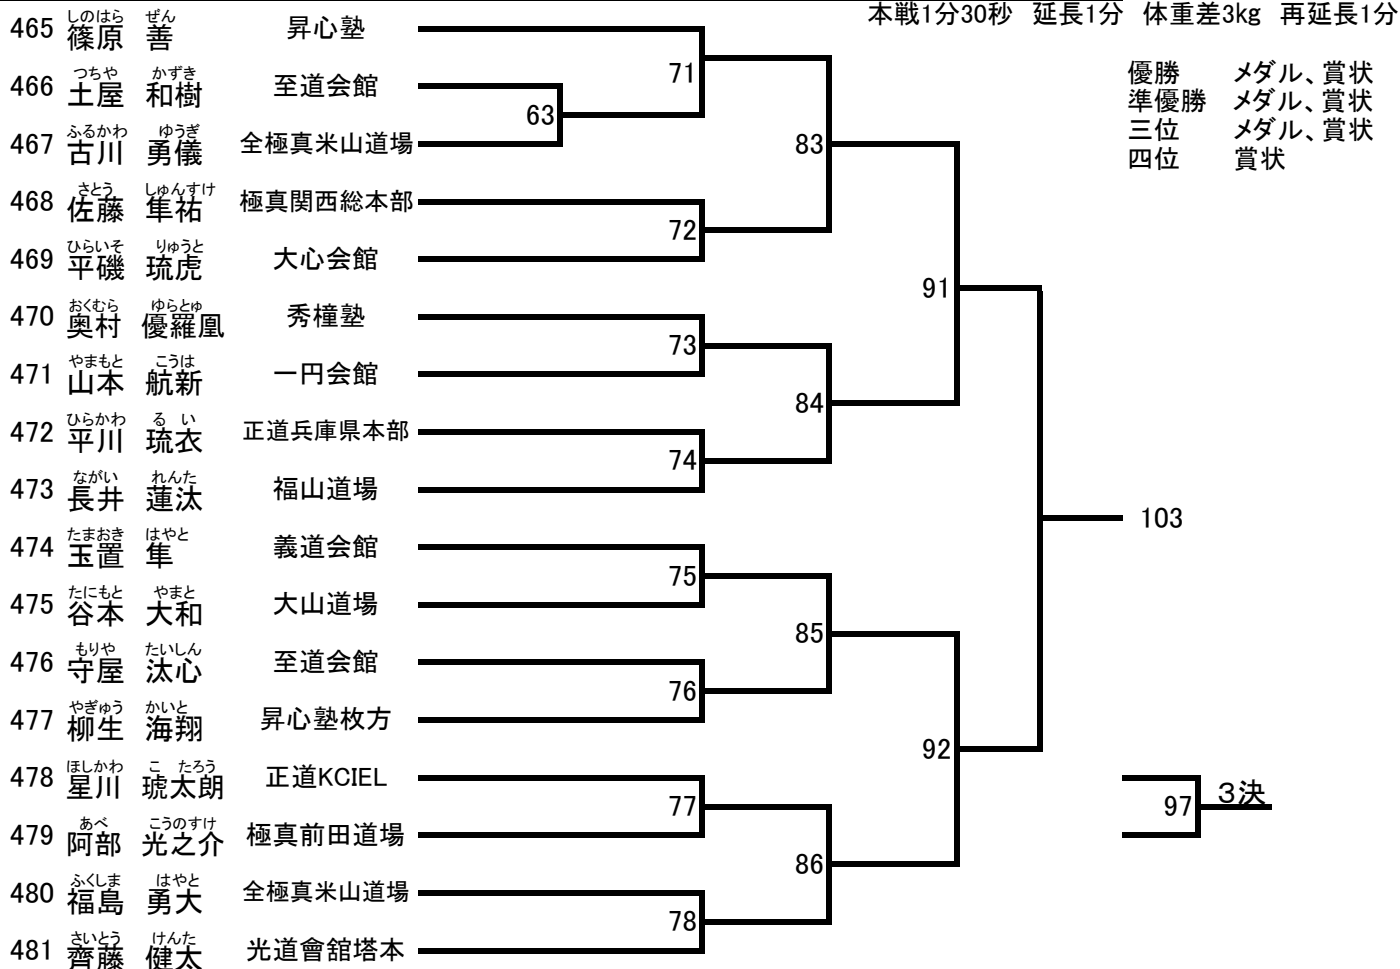 本戦1分30秒 延長1分 体重差3kg 再延長1分
優勝 メダル、賞状
準優勝 メダル、賞状
三位 メダル、賞状
四位 賞状
しのはら ぜん
465 篠原 善 昇心塾
つちや かずき
466 土屋 和樹 至道会館
ふるかわ ゆうぎ
467 古川 勇儀 全極真米山道場
さとう しゅんすけ
468 佐藤 隼祐 極真関西総本部
ひらいそ りゅうと
469 平磯 琉虎 大心会館
おくむら ゆらとゅ
470 奥村 優羅凰 秀橦塾
やまもと こうは
471 山本 航新 一円会館
ひらかわ る い
472 平川 琉衣 正道兵庫県本部
ながい れんた
473 長井 蓮汰 福山道場
たまおき はやと
474 玉置 隼 義道会館
たにもと やまと
475 谷本 大和 大山道場
もりや たいしん
476 守屋 汰心 至道会館
やぎゅう かいと
477 柳生 海翔 昇心塾枚方
ほしかわ こ たろう
478 星川 琥太朗 正道KCIEL
あべ こうのすけ
479 阿部 光之介 極真前田道場
ふくしま はやと
480 福島 勇大 全極真米山道場
さいとう けんた
481 齊藤 健太 光道會舘塔本
63
71
72
73
74
75
76
77
78
83
84
85
86
91
92
103
97 3決